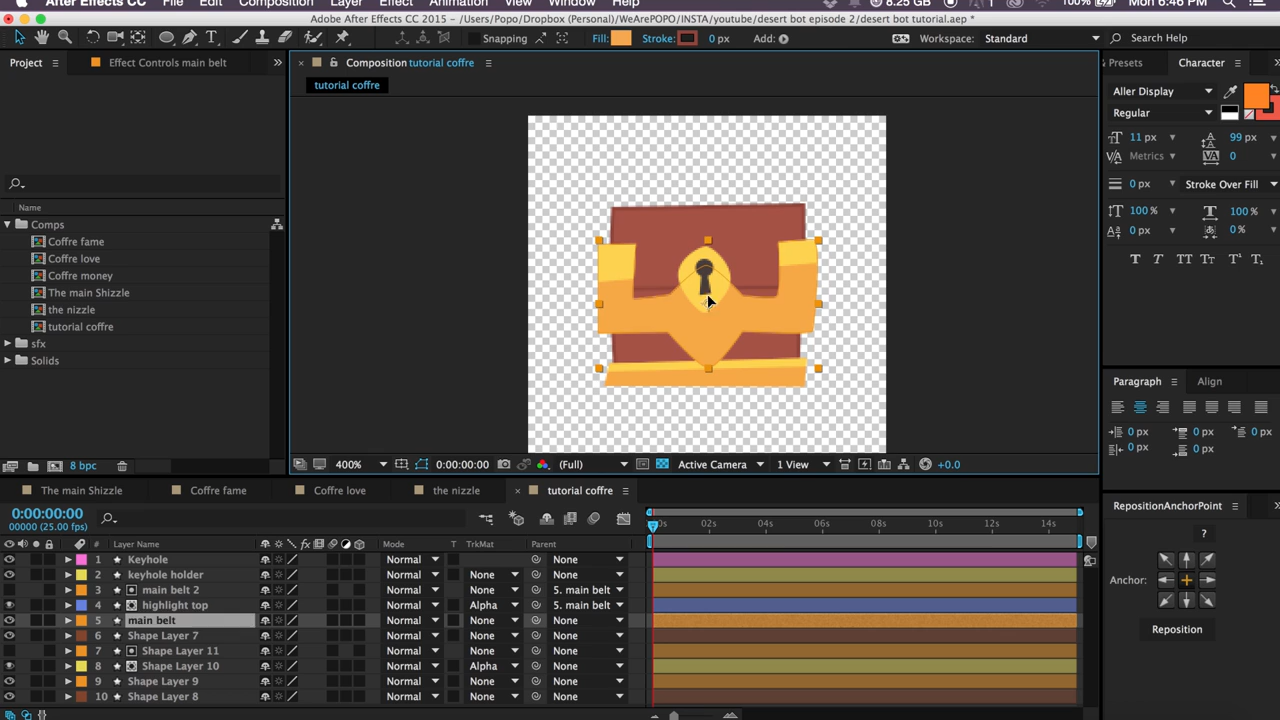 After Effects CC File Edit Composition Layer Effect Animation View Window Help 8.25 GB 1 100% Mon 6:46 PM
Adobe After Effects CC 2015 - /Users/Popo/Dropbox (Personal)/WeArePOPO/INSTA/youtube/desert bot episode 2/desert bot tutorial.aep *
Snapping Fill: Stroke: 0 px Add: Workspace: Standard Search Help
Project Effect Controls main belt
Composition tutorial coffre
tutorial coffre
Presets Character
Aller Display
Regular
11 px 99 px
Metrics 0
0 px Stroke Over Fill
100 % 100 %
0 px 0 %
T T TT Tт T¹ T₁
Name
Comps
Coffre fame
Coffre love
Coffre money
The main Shizzle
the nizzle
tutorial coffre
sfx
Solids
Paragraph Align
0 px 0 px 0 px
0 px 0 px
8 bpc
400% 0:00:00:00 (Full) Active Camera 1 View +0.0
The main Shizzle Coffre fame Coffre love the nizzle tutorial coffre
0:00:00:00
00000 (25.00 fps)
0s 02s 04s 06s 08s 10s 12s 14s
# Layer Name fx Mode T TrkMat Parent
1 Keyhole Normal None
2 keyhole holder Normal None None
3 main belt 2 Normal None 5. main belt
4 highlight top Normal Alpha 5. main belt
5 main belt Normal None None
6 Shape Layer 7 Normal None None
7 Shape Layer 11 Normal None None
8 Shape Layer 10 Normal Alpha None
9 Shape Layer 9 Normal None None
10 Shape Layer 8 Normal None None
RepositionAnchorPoint
?
Anchor:
Reposition